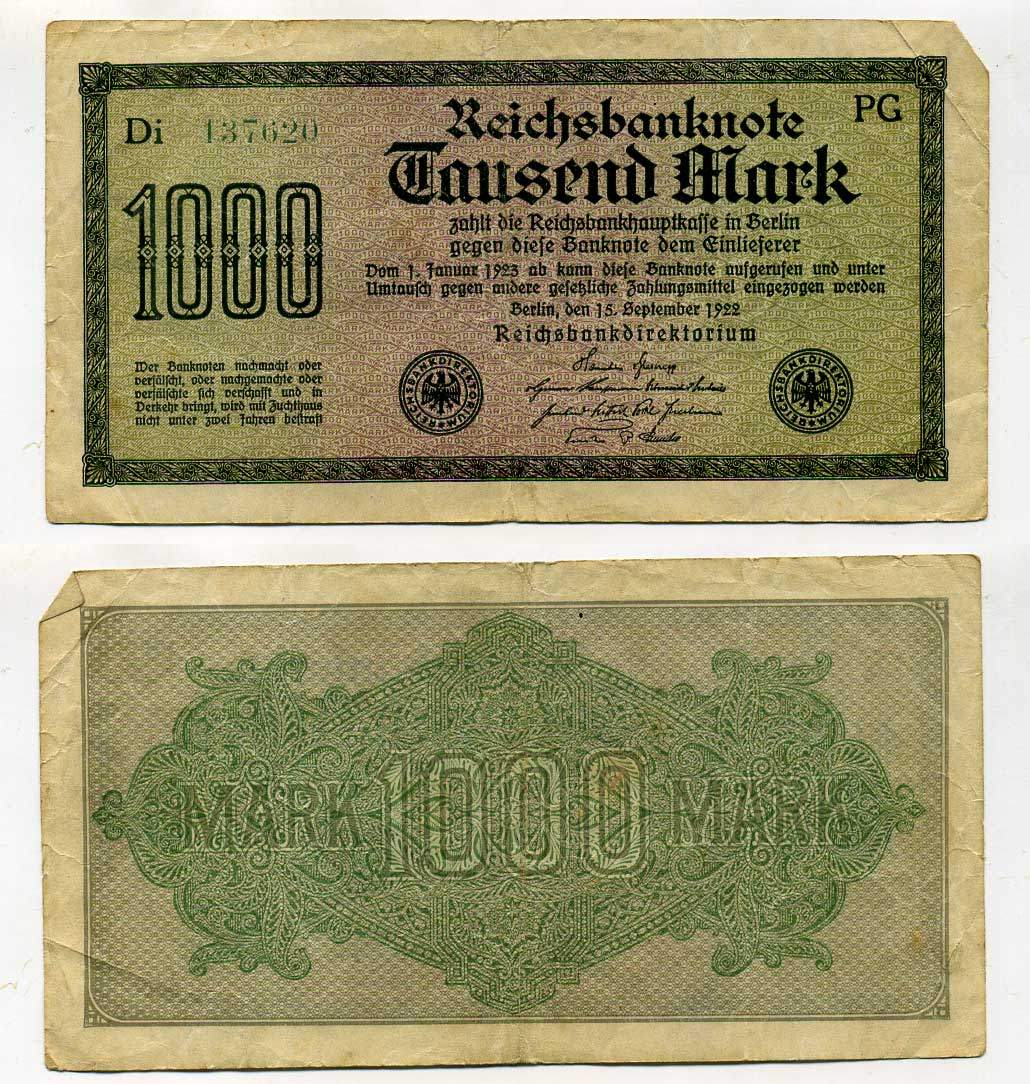 Di 137620
PG
Reichsbanknote
Tausend Mark
zahlt die Reichsbankhauptkasse in Berlin
gegen diese Banknote dem Einlieferer
Vom 1. Januar 1923 ab kann diese Banknote aufgerufen und unter
Umtausch gegen andere gesetzliche Zahlungsmittel eingezogen werden
Berlin, den 15. September 1922
Reichsbankdirektorium
1000
Wer Banknoten nachmacht oder
verfälscht, oder nachgemachte oder
verfälschte sich verschafft und in
Verkehr bringt, wird mit Zuchthaus
nicht unter zwei Jahren bestraft
REICHSBANKDIREKTORIUM
REICHSBANKDIREKTORIUM
MARK 1000 MARK